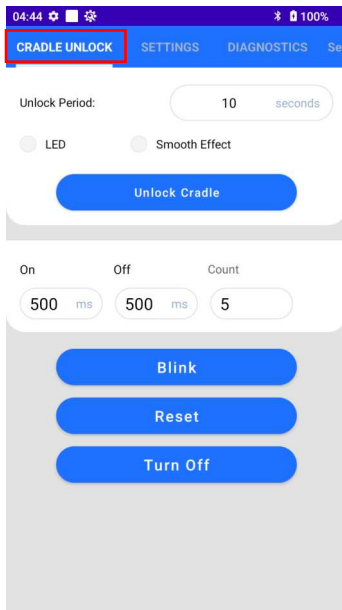 04:44 100%
CRADLE UNLOCK SETTINGS DIAGNOSTICS Se
Unlock Period: 10 seconds
LED Smooth Effect
Unlock Cradle
On Off Count
500 ms 500 ms 5
Blink
Reset
Turn Off